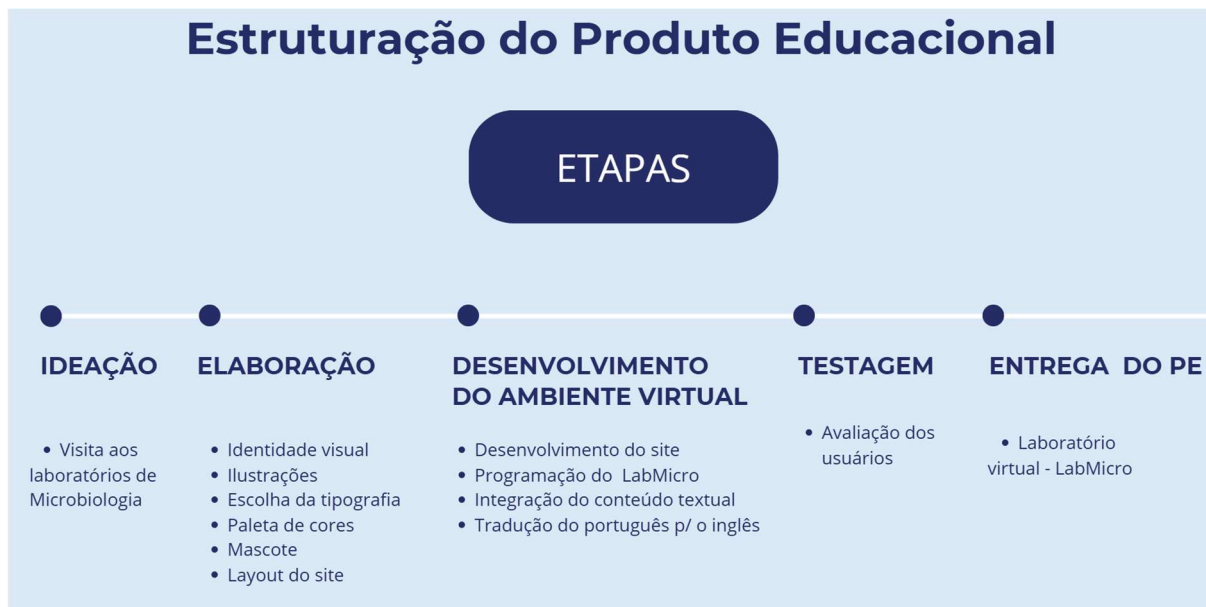 Estruturação do Produto Educacional
ETAPAS
IDEAÇÃO
• Visita aos
laboratórios de
Microbiologia
ELABORAÇÃO
• Identidade visual
• Ilustrações
• Escolha da tipografia
• Paleta de cores
• Mascote
• Layout do site
DESENVOLVIMENTO
DO AMBIENTE VIRTUAL
• Desenvolvimento do site
• Programação do LabMicro
• Integração do conteúdo textual
• Tradução do português p/ o inglês
TESTAGEM
• Avaliação dos
usuários
ENTREGA DO PE
• Laboratório
virtual - LabMicro